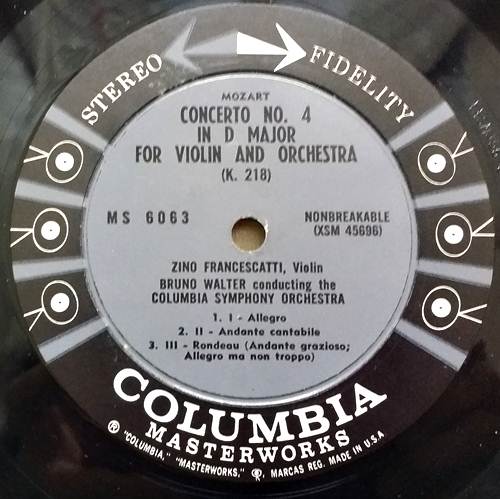 STEREO FIDELITY
MOZART
CONCERTO NO. 4
IN D MAJOR
FOR VIOLIN AND ORCHESTRA
(K. 218)
MS 6063
NONBREAKABLE
(XSM 45696)
ZINO FRANCESCATTI, Violin
BRUNO WALTER conducting the
COLUMBIA SYMPHONY ORCHESTRA
1. I - Allegro
2. II - Andante cantabile
3. III - Rondeau (Andante grazioso;
Allegro ma non troppo)
COLUMBIA
MASTERWORKS
® "COLUMBIA," "MASTERWORKS," MARCAS REG. MADE IN U.S.A